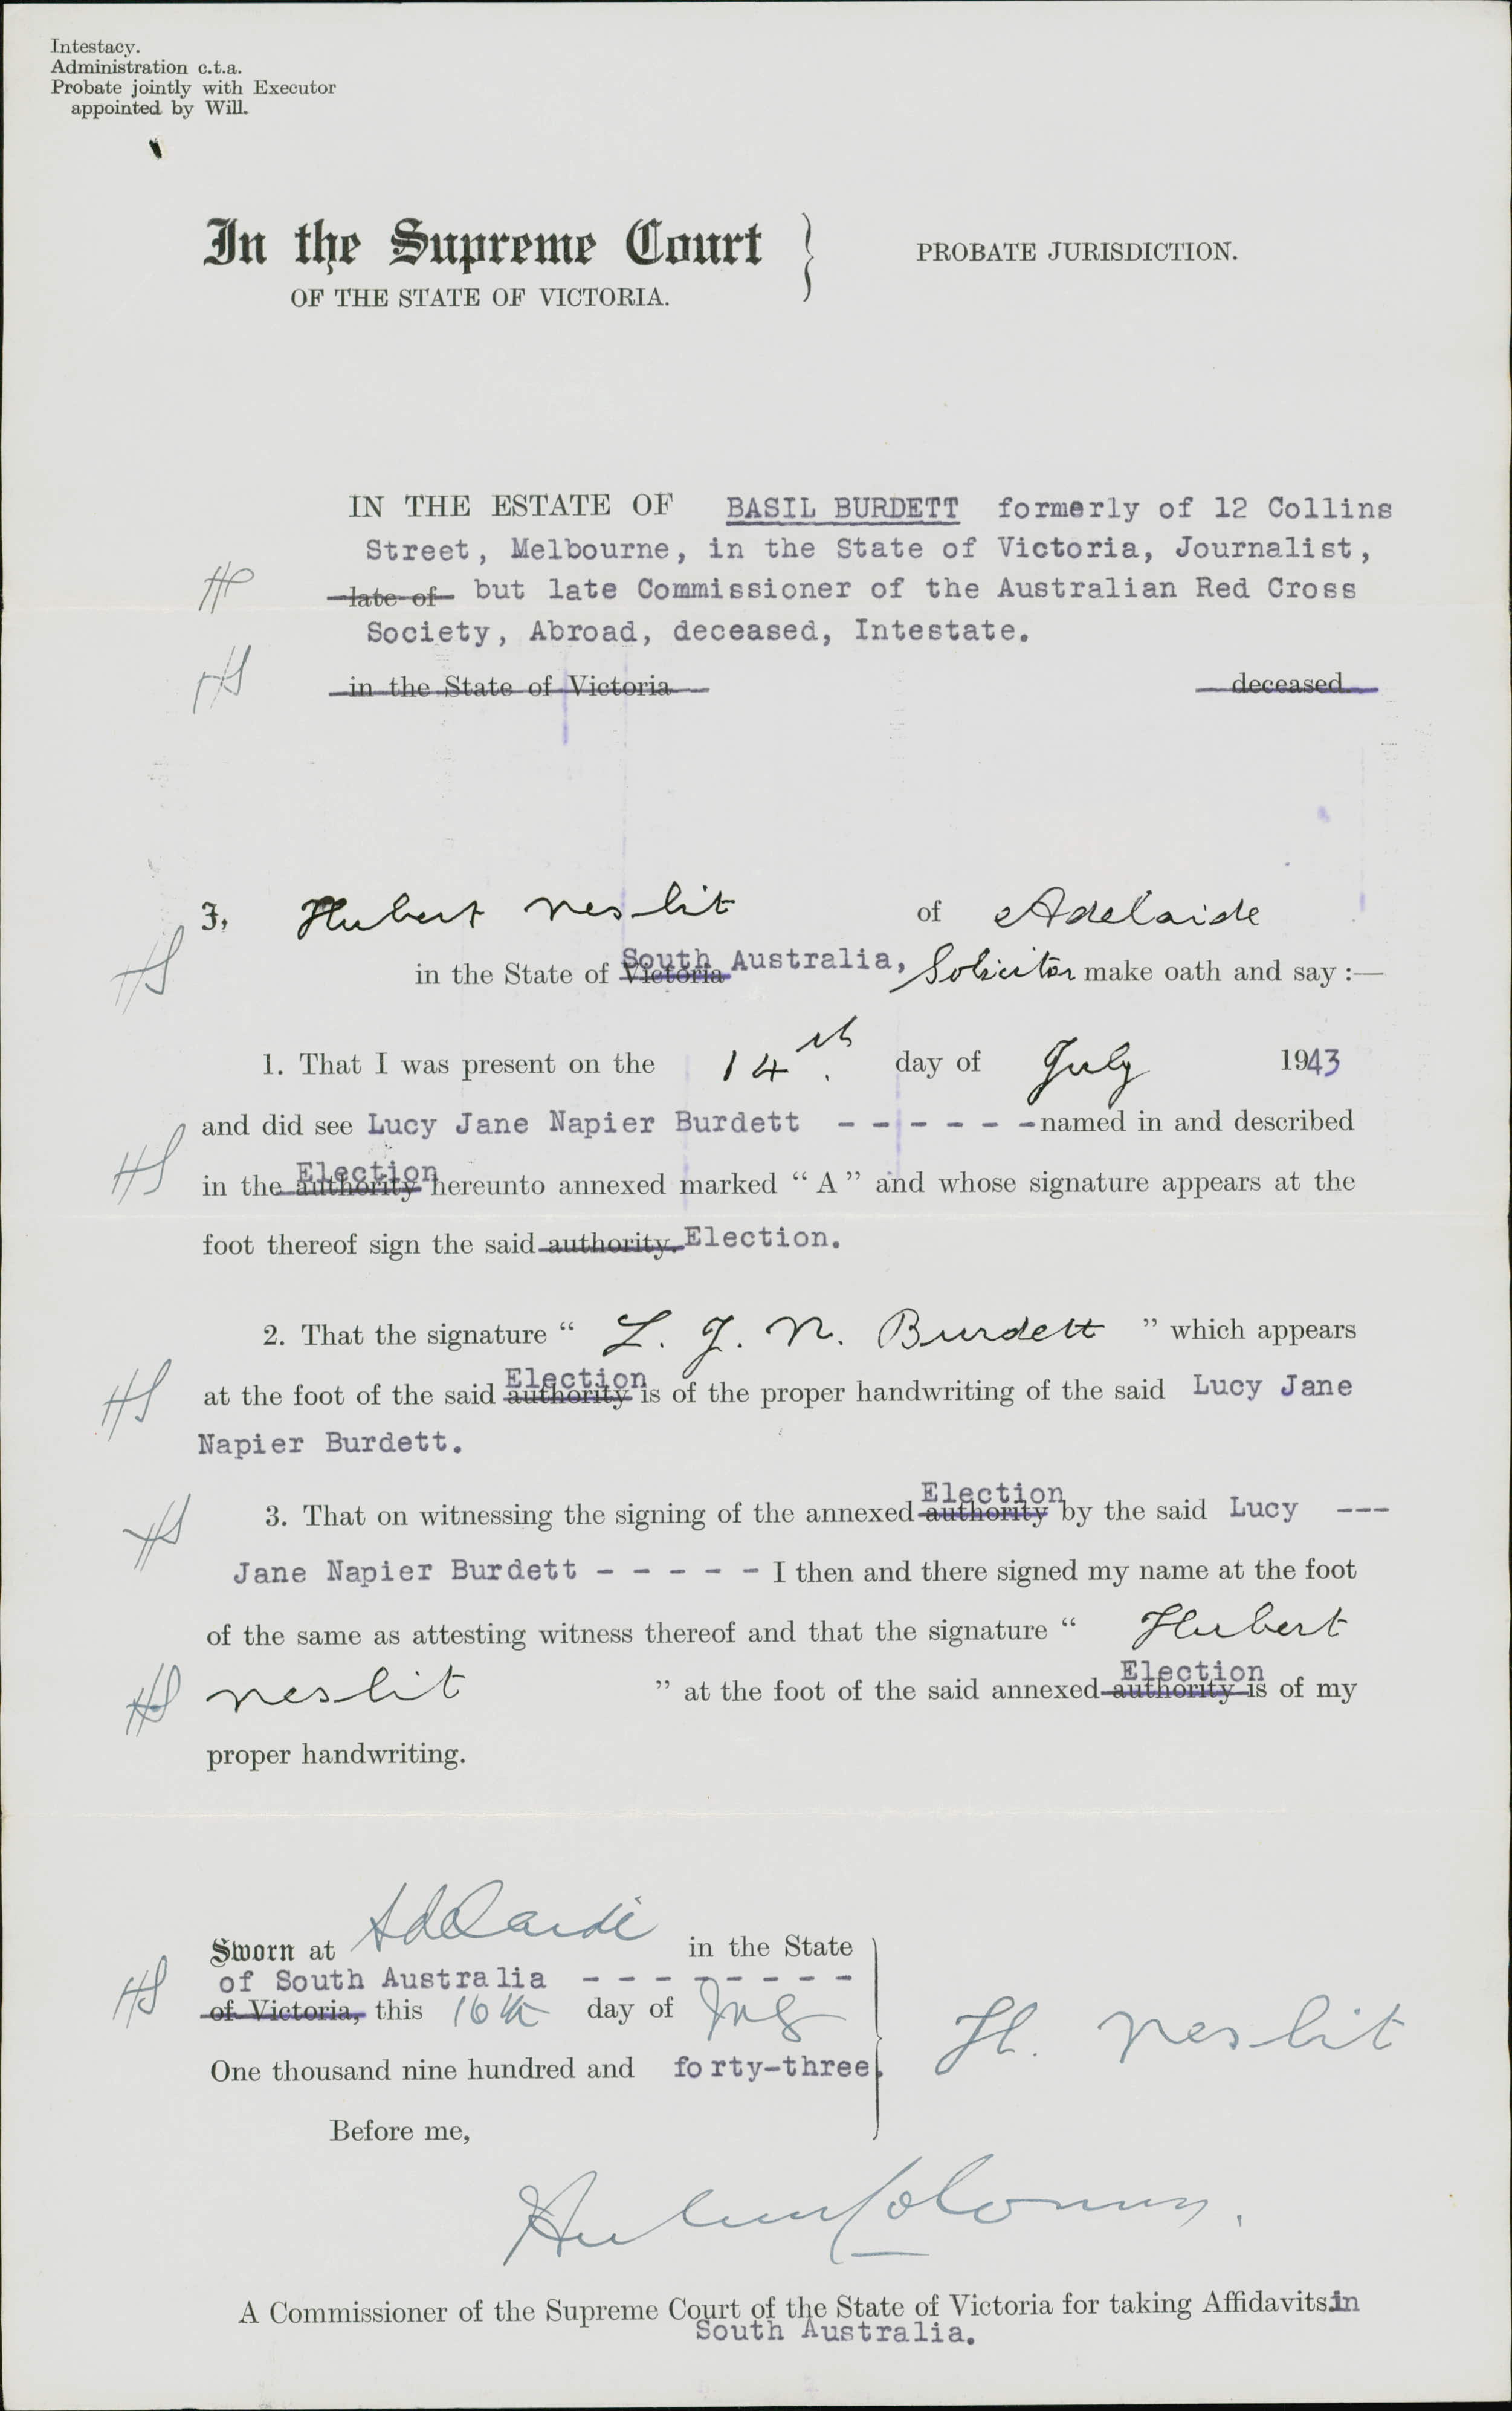 Intestacy.
Administration c.t.a.
Probate jointly with Executor
appointed by Will.
In the Supreme Court
OF THE STATE OF VICTORIA.
PROBATE JURISDICTION.
IN THE ESTATE OF BASIL BURDETT formerly of 12 Collins
Street, Melbourne, in the State of Victoria, Journalist,
late of but late Commissioner of the Australian Red Cross
Society, Abroad, deceased, Intestate.
in the State of Victoria deceased.
I, Hubert Nesbit of Adelaide
in the State of Victoria South Australia, Solicitor make oath and say :—
1. That I was present on the 14th. day of July 1943
and did see Lucy Jane Napier Burdett - - - - - - named in and described
in the authority Election hereunto annexed marked “A” and whose signature appears at the
foot thereof sign the said authority. Election.
2. That the signature “ L. J. N. Burdett ” which appears
at the foot of the said authority Election is of the proper handwriting of the said Lucy Jane
Napier Burdett.
3. That on witnessing the signing of the annexed authority Election by the said Lucy ---
Jane Napier Burdett - - - - - I then and there signed my name at the foot
of the same as attesting witness thereof and that the signature “ Hubert
Nesbit ” at the foot of the said annexed authority Election is of my
proper handwriting.
Sworn at Adelaide in the State
of South Australia - - - - - - - -
of Victoria, this 16th day of July
One thousand nine hundred and forty-three.
H. Nesbit
Before me,
A Commissioner of the Supreme Court of the State of Victoria for taking Affidavits.in
South Australia.